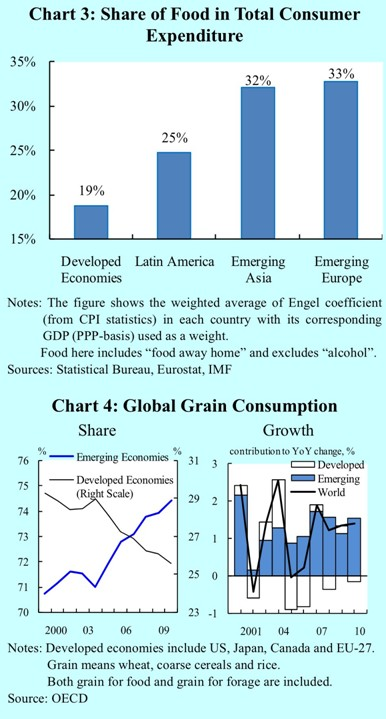 Chart 3: Share of Food in Total Consumer
Expenditure
35%
30%
25%
20%
15%
19%
25%
32%
33%
Developed
Economies
Latin America
Emerging
Asia
Emerging
Europe
Notes: The figure shows the weighted average of Engel coefficient
(from CPI statistics) in each country with its corresponding
GDP (PPP-basis) used as a weight.
Food here includes “food away home” and excludes “alcohol”.
Sources: Statistical Bureau, Eurostat, IMF
Chart 4: Global Grain Consumption
Share
%
%
Emerging Economies
Developed Economies
(Right Scale)
76
75
74
73
72
71
70
31
29
27
25
23
2000
03
06
09
Growth
contribution to YoY change, %
Developed
Emerging
World
3
2
1
0
-1
2001
04
07
10
Notes: Developed economies include US, Japan, Canada and EU-27.
Grain means wheat, coarse cereals and rice.
Both grain for food and grain for forage are included.
Source: OECD